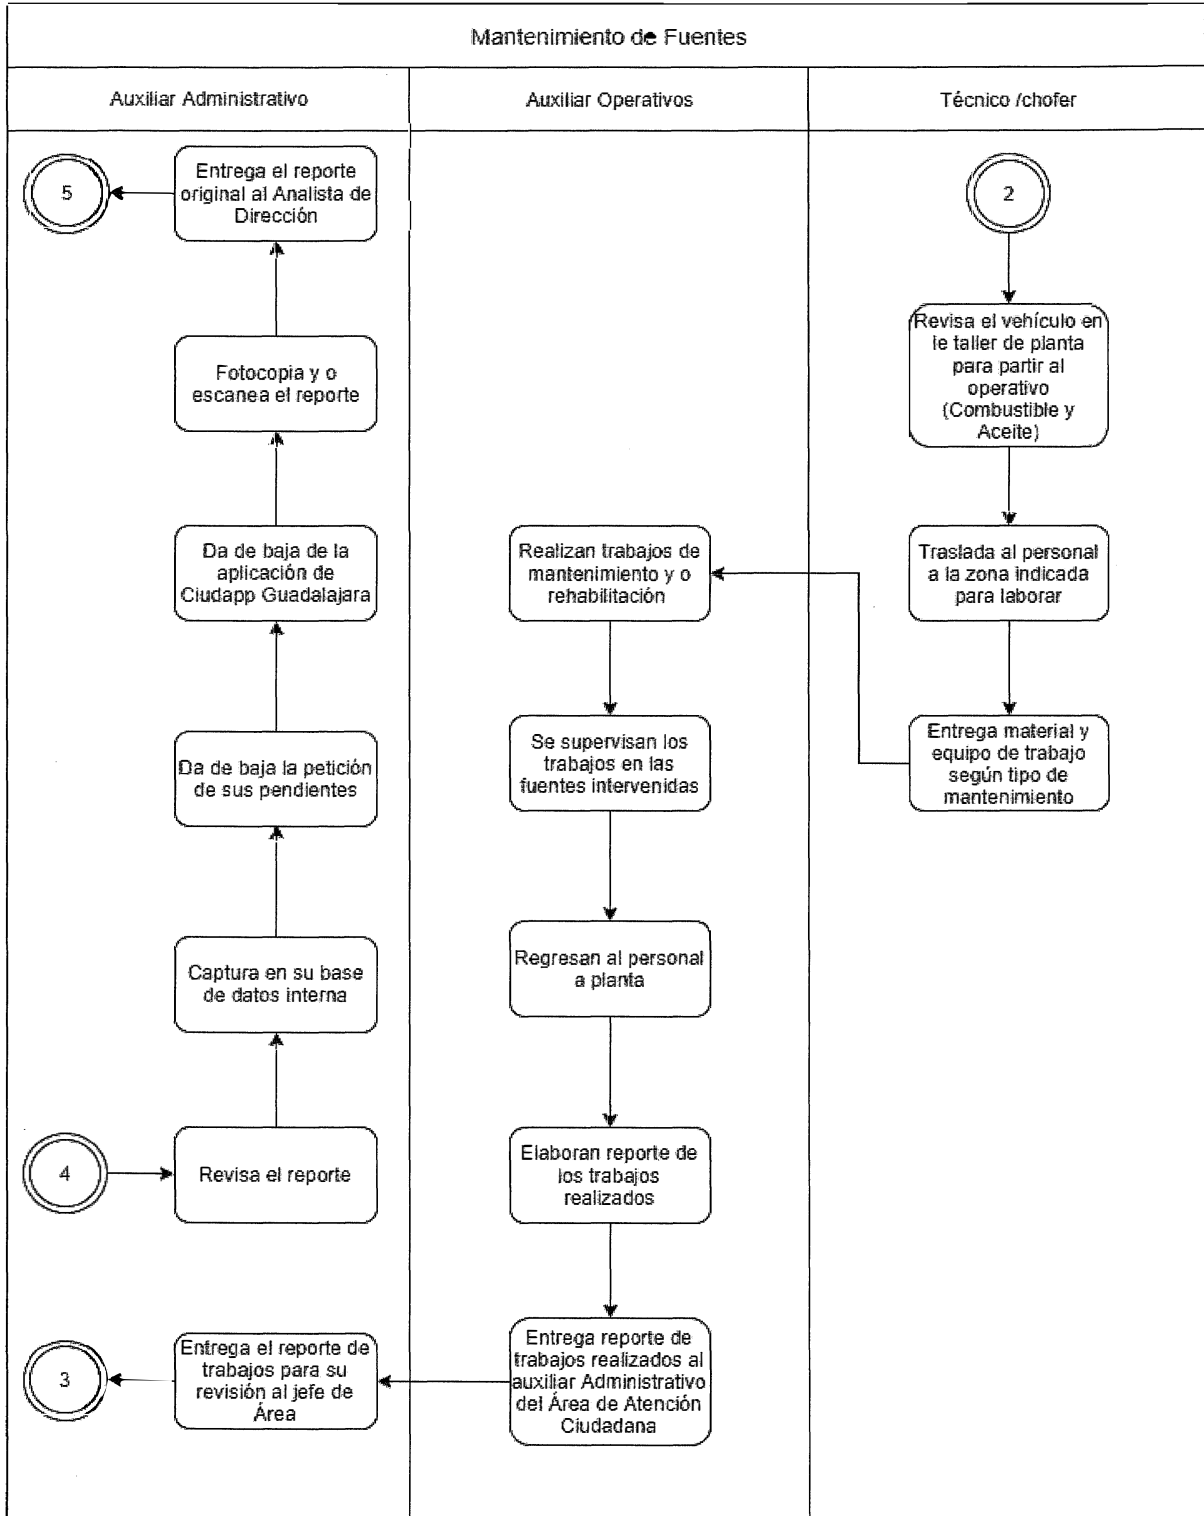 Mantenimiento de Fuentes
Auxiliar Administrativo
Auxiliar Operativos
Técnico /chofer
5
Entrega el reporte
original al Analista de
Dirección
Fotocopia y o
escanea el reporte
Da de baja de la
aplicación de
Ciudapp Guadalajara
Da de baja la petición
de sus pendientes
Captura en su base
de datos interna
4
Revisa el reporte
3
Entrega el reporte de
trabajos para su
revisión al jefe de
Área
Realizan trabajos de
mantenimiento y o
rehabilitación
Se supervisan los
trabajos en las
fuentes intervenidas
Regresan al personal
a planta
Elaboran reporte de
los trabajos
realizados
Entrega reporte de
trabajos realizados al
auxiliar Administrativo
del Área de Atención
Ciudadana
2
Revisa el vehículo en
le taller de planta
para partir al
operativo
(Combustible y
Aceite)
Traslada al personal
a la zona indicada
para laborar
Entrega material y
equipo de trabajo
según tipo de
mantenimiento